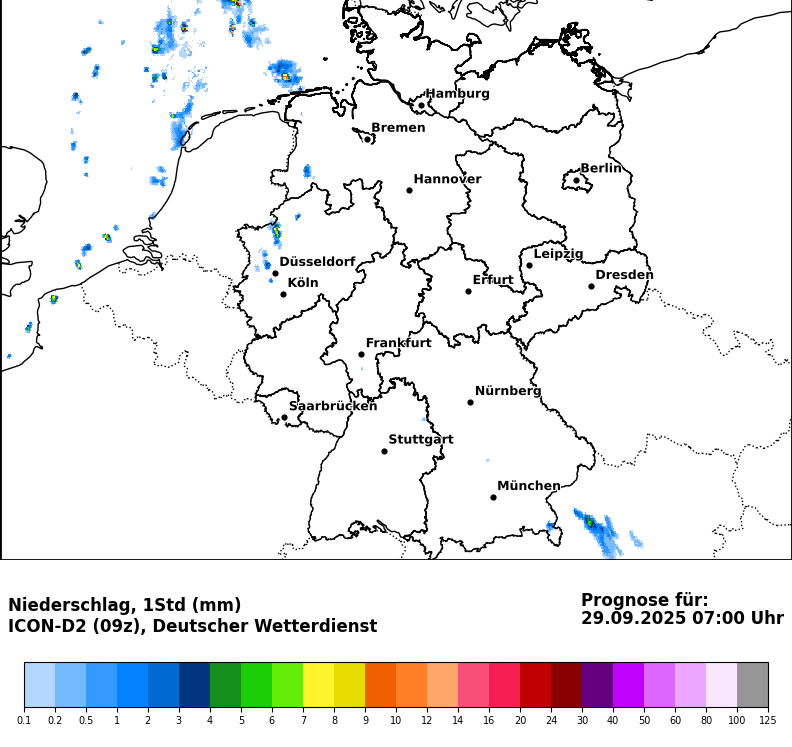 Hamburg
Bremen
Berlin
Hannover
Leipzig
Düsseldorf
Dresden
Köln
Erfurt
Frankfurt
Nürnberg
Saarbrücken
Stuttgart
München
Niederschlag, 1Std (mm)
ICON-D2 (09z), Deutscher Wetterdienst
Prognose für:
29.09.2025 07:00 Uhr
0.1 0.2 0.5 1 2 3 4 5 6 7 8 9 10 12 14 16 20 24 30 40 50 60 80 100 125